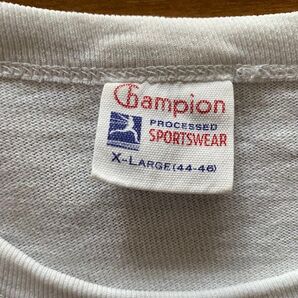 Champion
PROCESSED
SPORTSWEAR
X-LARGE (44-46)